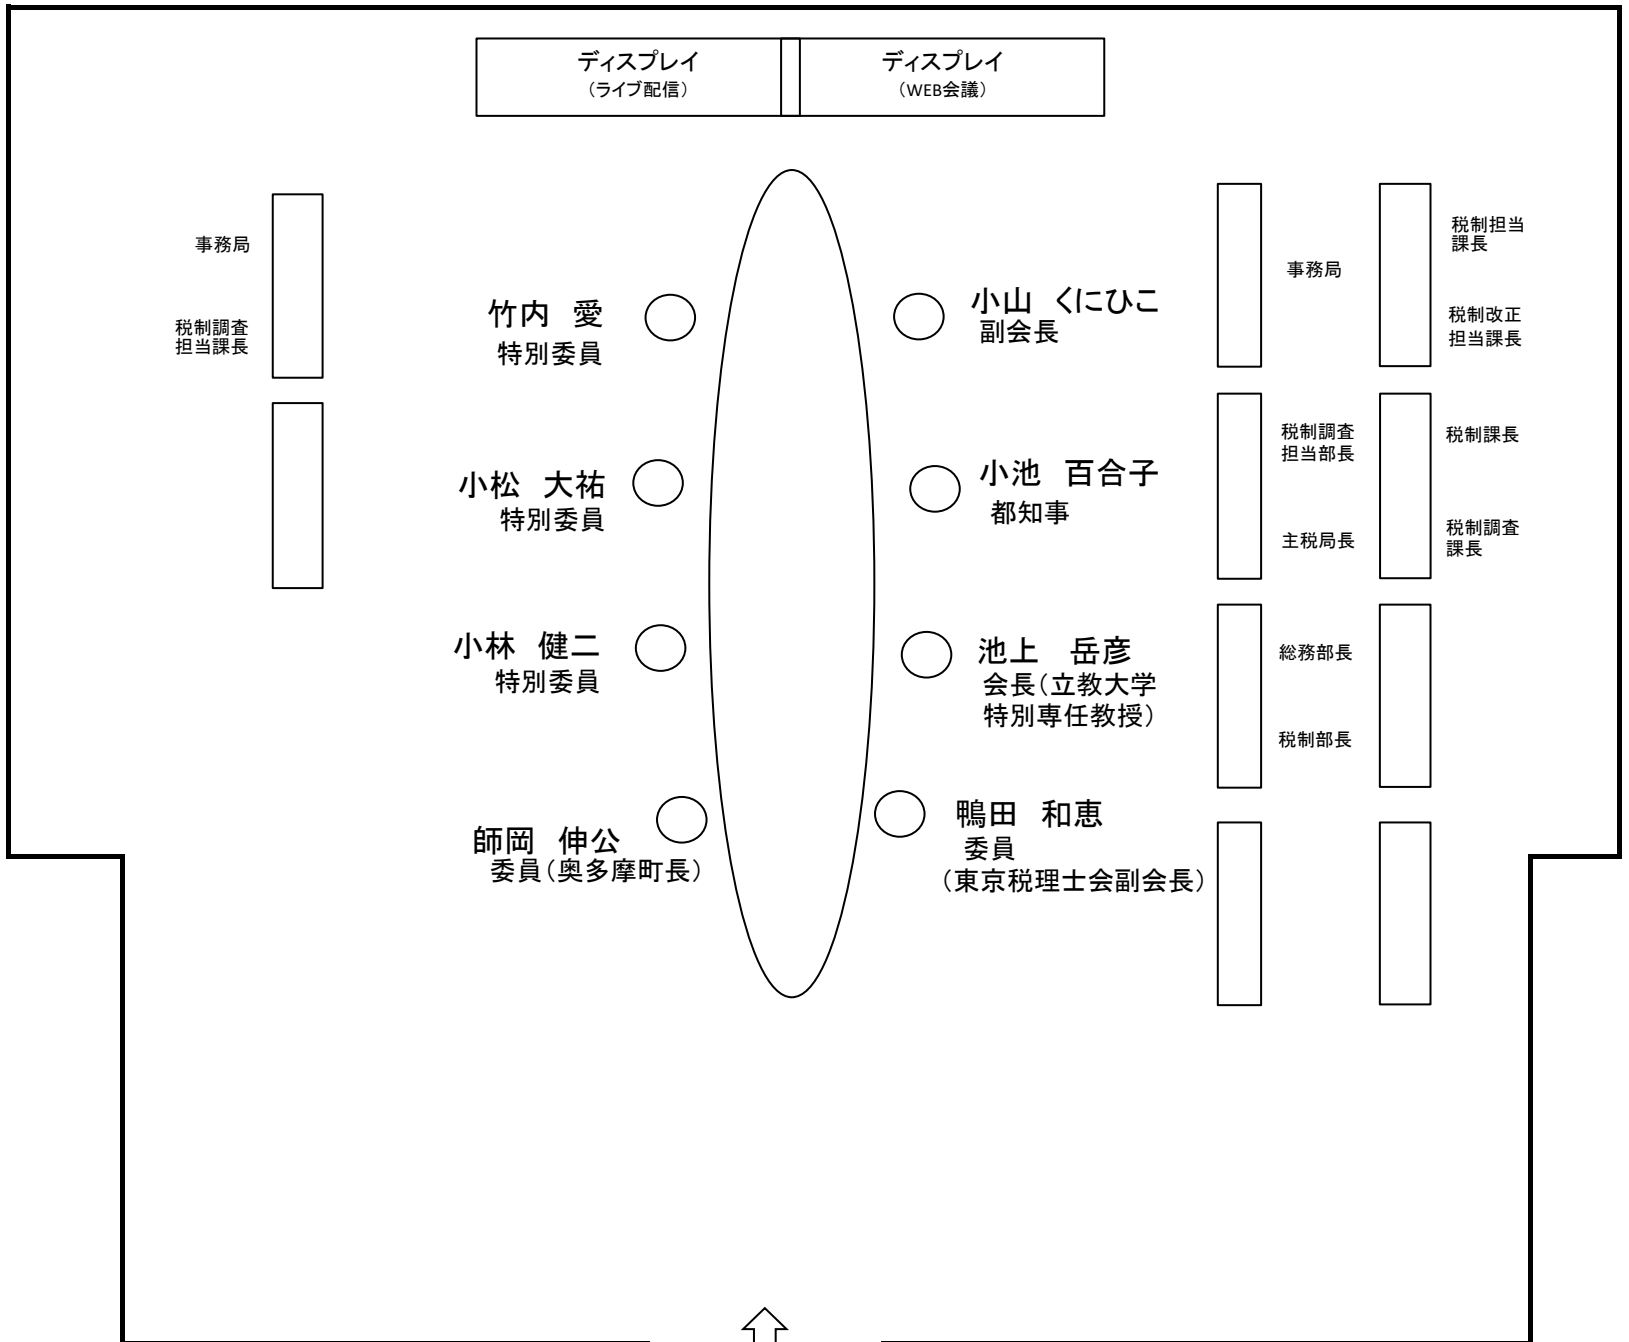 ディスプレイ
（ライブ配信）
ディスプレイ
（WEB会議）
事務局
税制調査
担当課長
竹内　愛
特別委員
小松　大祐
特別委員
小林　健二
特別委員
師岡　伸公
委員（奥多摩町長）
小山　くにひこ
副会長
小池　百合子
都知事
池上　岳彦
会長（立教大学
特別専任教授）
鴨田　和恵
委員
（東京税理士会副会長）
事務局
税制調査
担当部長
主税局長
総務部長
税制部長
税制担当
課長
税制改正
担当課長
税制課長
税制調査
課長